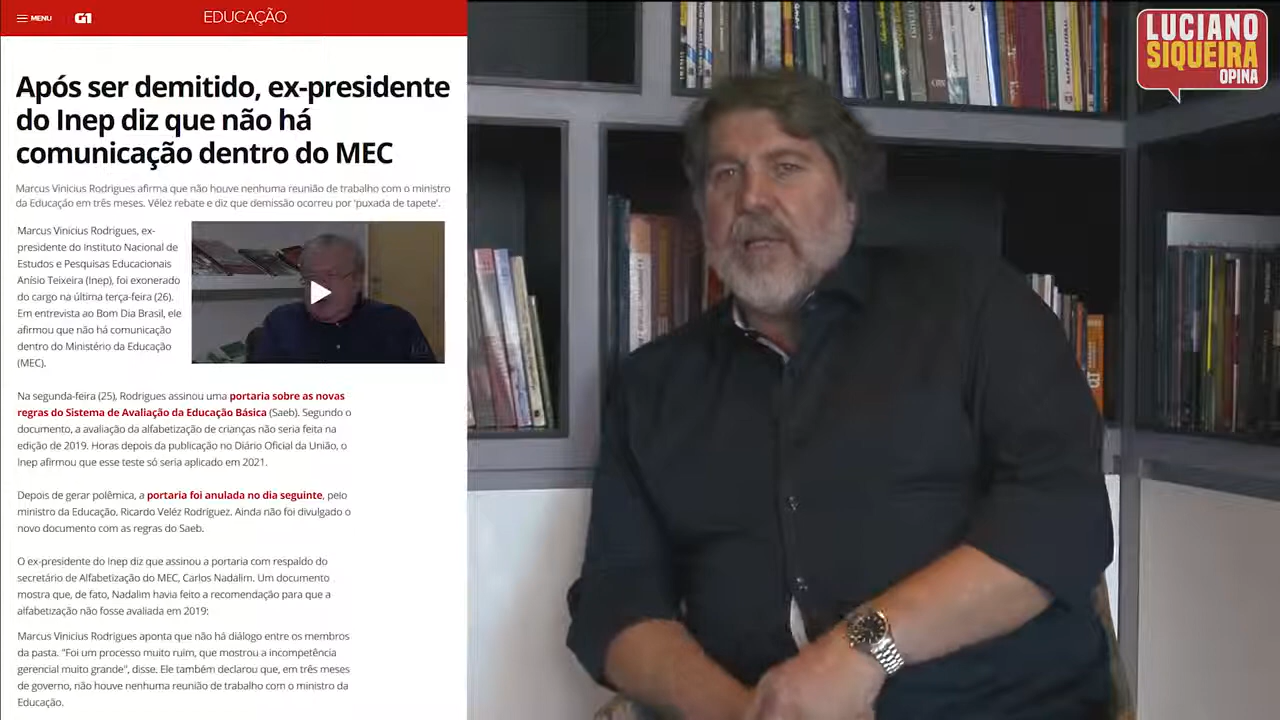 MENU
G1
EDUCAÇÃO
Após ser demitido, ex-presidente
do Inep diz que não há
comunicação dentro do MEC
Marcus Vinicius Rodrigues afirma que não houve nenhuma reunião de trabalho com o ministro
da Educação em três meses. Vélez rebate e diz que demissão ocorreu por 'puxada de tapete'.
Marcus Vinicius Rodrigues, ex-
presidente do Instituto Nacional de
Estudos e Pesquisas Educacionais
Anísio Teixeira (Inep), foi exonerado
do cargo na última terça-feira (26).
Em entrevista ao Bom Dia Brasil, ele
afirmou que não há comunicação
dentro do Ministério da Educação
(MEC).
Na segunda-feira (25), Rodrigues assinou uma portaria sobre as novas
regras do Sistema de Avaliação da Educação Básica (Saeb). Segundo o
documento, a avaliação da alfabetização de crianças não seria feita na
edição de 2019. Horas depois da publicação no Diário Oficial da União, o
Inep afirmou que esse teste só seria aplicado em 2021.
Depois de gerar polêmica, a portaria foi anulada no dia seguinte, pelo
ministro da Educação, Ricardo Veléz Rodríguez. Ainda não foi divulgado o
novo documento com as regras do Saeb.
O ex-presidente do Inep diz que assinou a portaria com respaldo do
secretário de Alfabetização do MEC, Carlos Nadalim. Um documento
mostra que, de fato, Nadalim havia feito a recomendação para que a
alfabetização não fosse avaliada em 2019:
Marcus Vinicius Rodrigues aponta que não há diálogo entre os membros
da pasta. "Foi um processo muito ruim, que mostrou a incompetência
gerencial muito grande", disse. Ele também declarou que, em três meses
de governo, não houve nenhuma reunião de trabalho com o ministro da
Educação.
LUCIANO
SIQUEIRA
OPINA